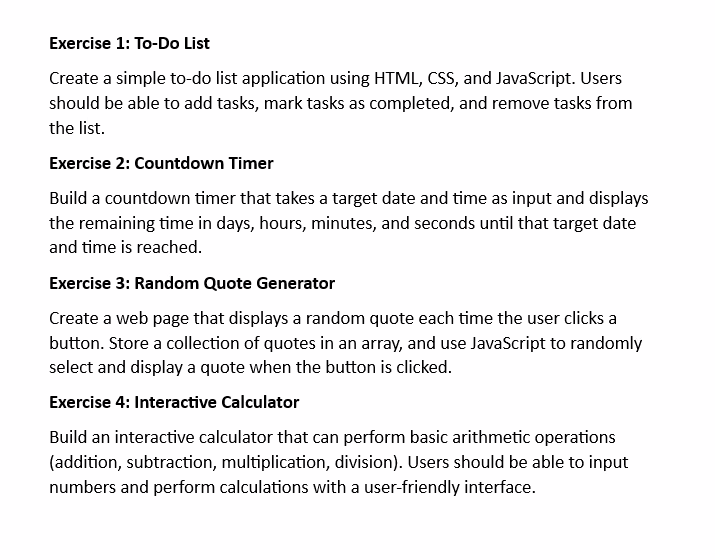 Exercise 1: To-Do List
Create a simple to-do list application using HTML, CSS, and JavaScript. Users
should be able to add tasks, mark tasks as completed, and remove tasks from
the list.
Exercise 2: Countdown Timer
Build a countdown timer that takes a target date and time as input and displays
the remaining time in days, hours, minutes, and seconds until that target date
and time is reached.
Exercise 3: Random Quote Generator
Create a web page that displays a random quote each time the user clicks a
button. Store a collection of quotes in an array, and use JavaScript to randomly
select and display a quote when the button is clicked.
Exercise 4: Interactive Calculator
Build an interactive calculator that can perform basic arithmetic operations
(addition, subtraction, multiplication, division). Users should be able to input
numbers and perform calculations with a user-friendly interface.